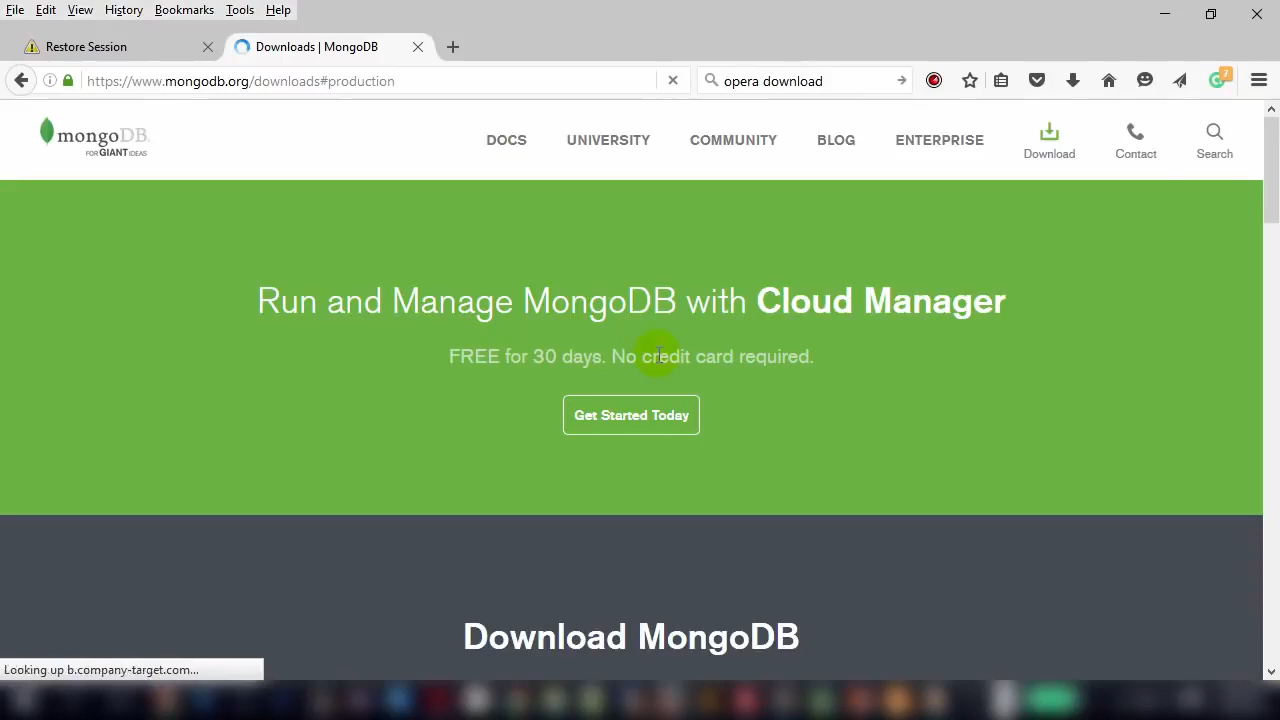 File Edit View History Bookmarks Tools Help
Restore Session
Downloads | MongoDB
https://www.mongodb.org/downloads#production
opera download
7
mongoDB.
FOR GIANT IDEAS
DOCS
UNIVERSITY
COMMUNITY
BLOG
ENTERPRISE
Download
Contact
Search
Run and Manage MongoDB with Cloud Manager
FREE for 30 days. No credit card required.
Get Started Today
Download MongoDB
Looking up b.company-target.com...